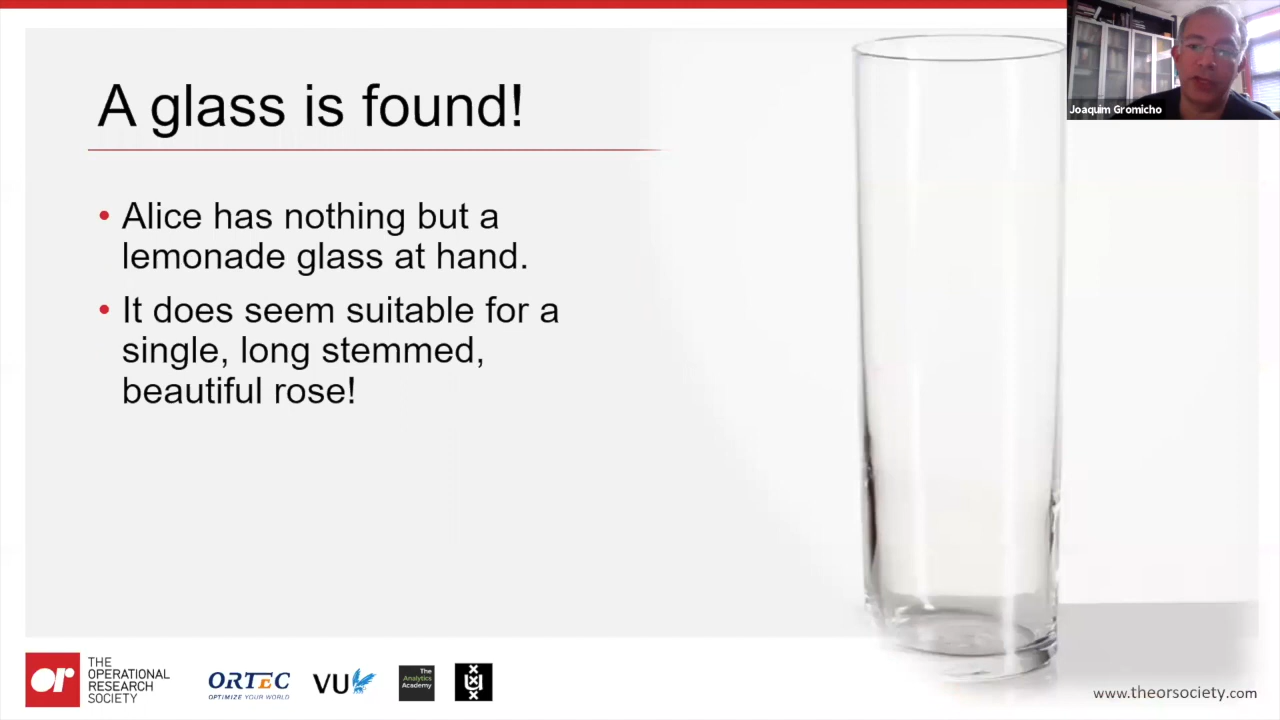 A glass is found!
Joaquim Gromicho
• Alice has nothing but a
lemonade glass at hand.
• It does seem suitable for a
single, long stemmed,
beautiful rose!
or
THE
OPERATIONAL
RESEARCH
SOCIETY
ORTEC
OPTIMIZE YOUR WORLD
VU
The
Analytics
Academy
www.theorsociety.com